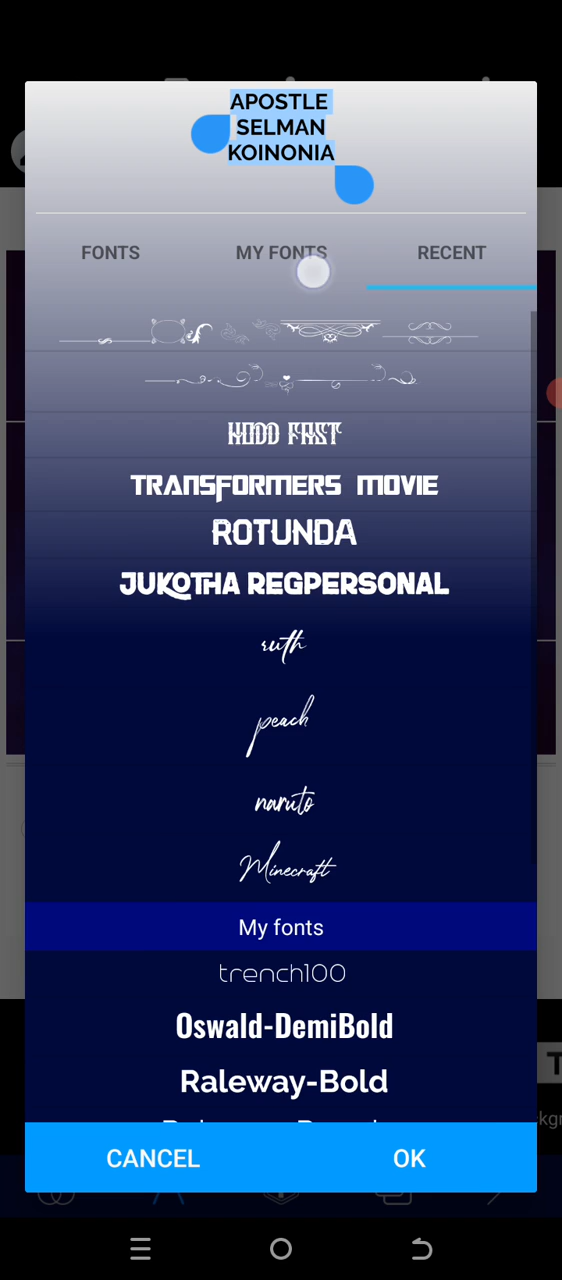 APOSTLE
SELMAN
KOINONIA
FONTS MY FONTS RECENT
HODO FAST
TRANSFORMERS MOVIE
ROTUNDA
JUKOTHA REGPERSONAL
ruth
peach
naruto
Minecraft
My fonts
trench100
Oswald-DemiBold
Raleway-Bold
CANCEL OK